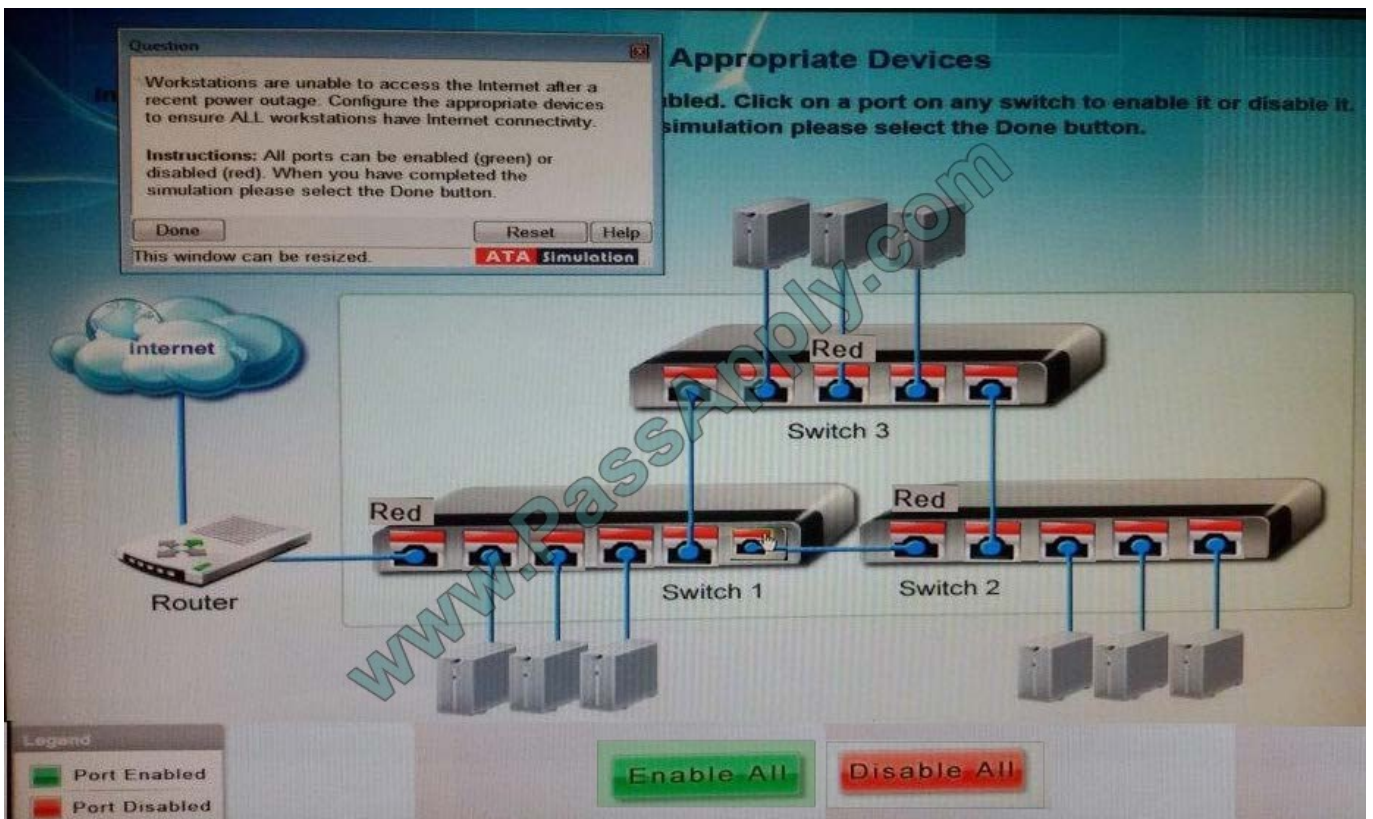 Question
Workstations are unable to access the Internet after a
recent power outage. Configure the appropriate devices
to ensure ALL workstations have Internet connectivity.
Instructions: All ports can be enabled (green) or
disabled (red). When you have completed the
simulation please select the Done button.
Done
Reset
Help
This window can be resized.
ATA Simulation
Appropriate Devices
bled. Click on a port on any switch to enable it or disable it.
simulation please select the Done button.
Internet
Red
Switch 3
Red
Red
Router
Switch 1
Switch 2
www.PassApply.com
Legend
Port Enabled
Port Disabled
Enable All
Disable All